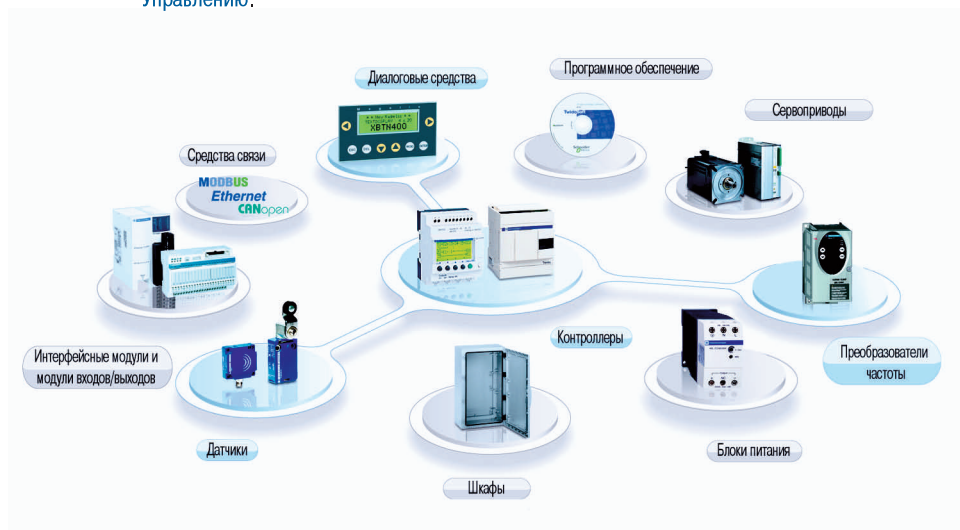 Управлению.
Диалоговые средства
Программное обеспечение
Сервоприводы
XBTN400
Средства связи
MODBUS
Ethernet
CANopen
Контроллеры
Интерфейсные модули и
модули входов/выходов
Преобразователи
частоты
Датчики
Блоки питания
Шкафы